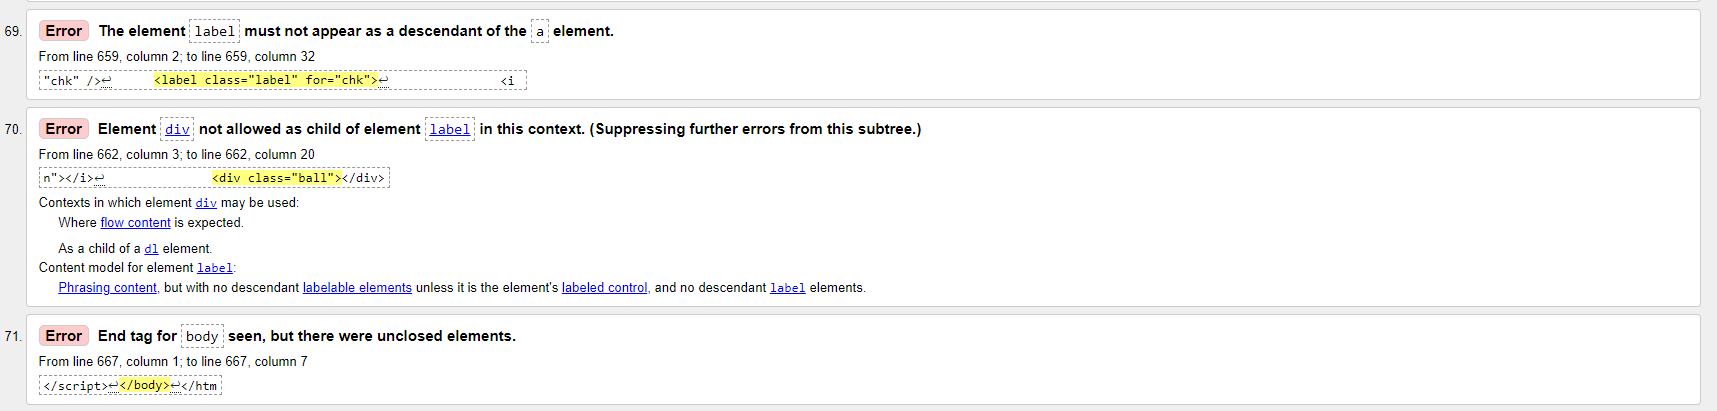 69. Error The element label must not appear as a descendant of the a element.
From line 659, column 2; to line 659, column 32
"chk" />↩ <label class="label" for="chk">↩ <i
70. Error Element div not allowed as child of element label in this context. (Suppressing further errors from this subtree.)
From line 662, column 3; to line 662, column 20
n"></i>↩ <div class="ball"></div>
Contexts in which element div may be used:
Where flow content is expected.
As a child of a dl element.
Content model for element label:
Phrasing content, but with no descendant labelable elements unless it is the element's labeled control, and no descendant label elements.
71. Error End tag for body seen, but there were unclosed elements.
From line 667, column 1; to line 667, column 7
</script>↩</body>↩</htm